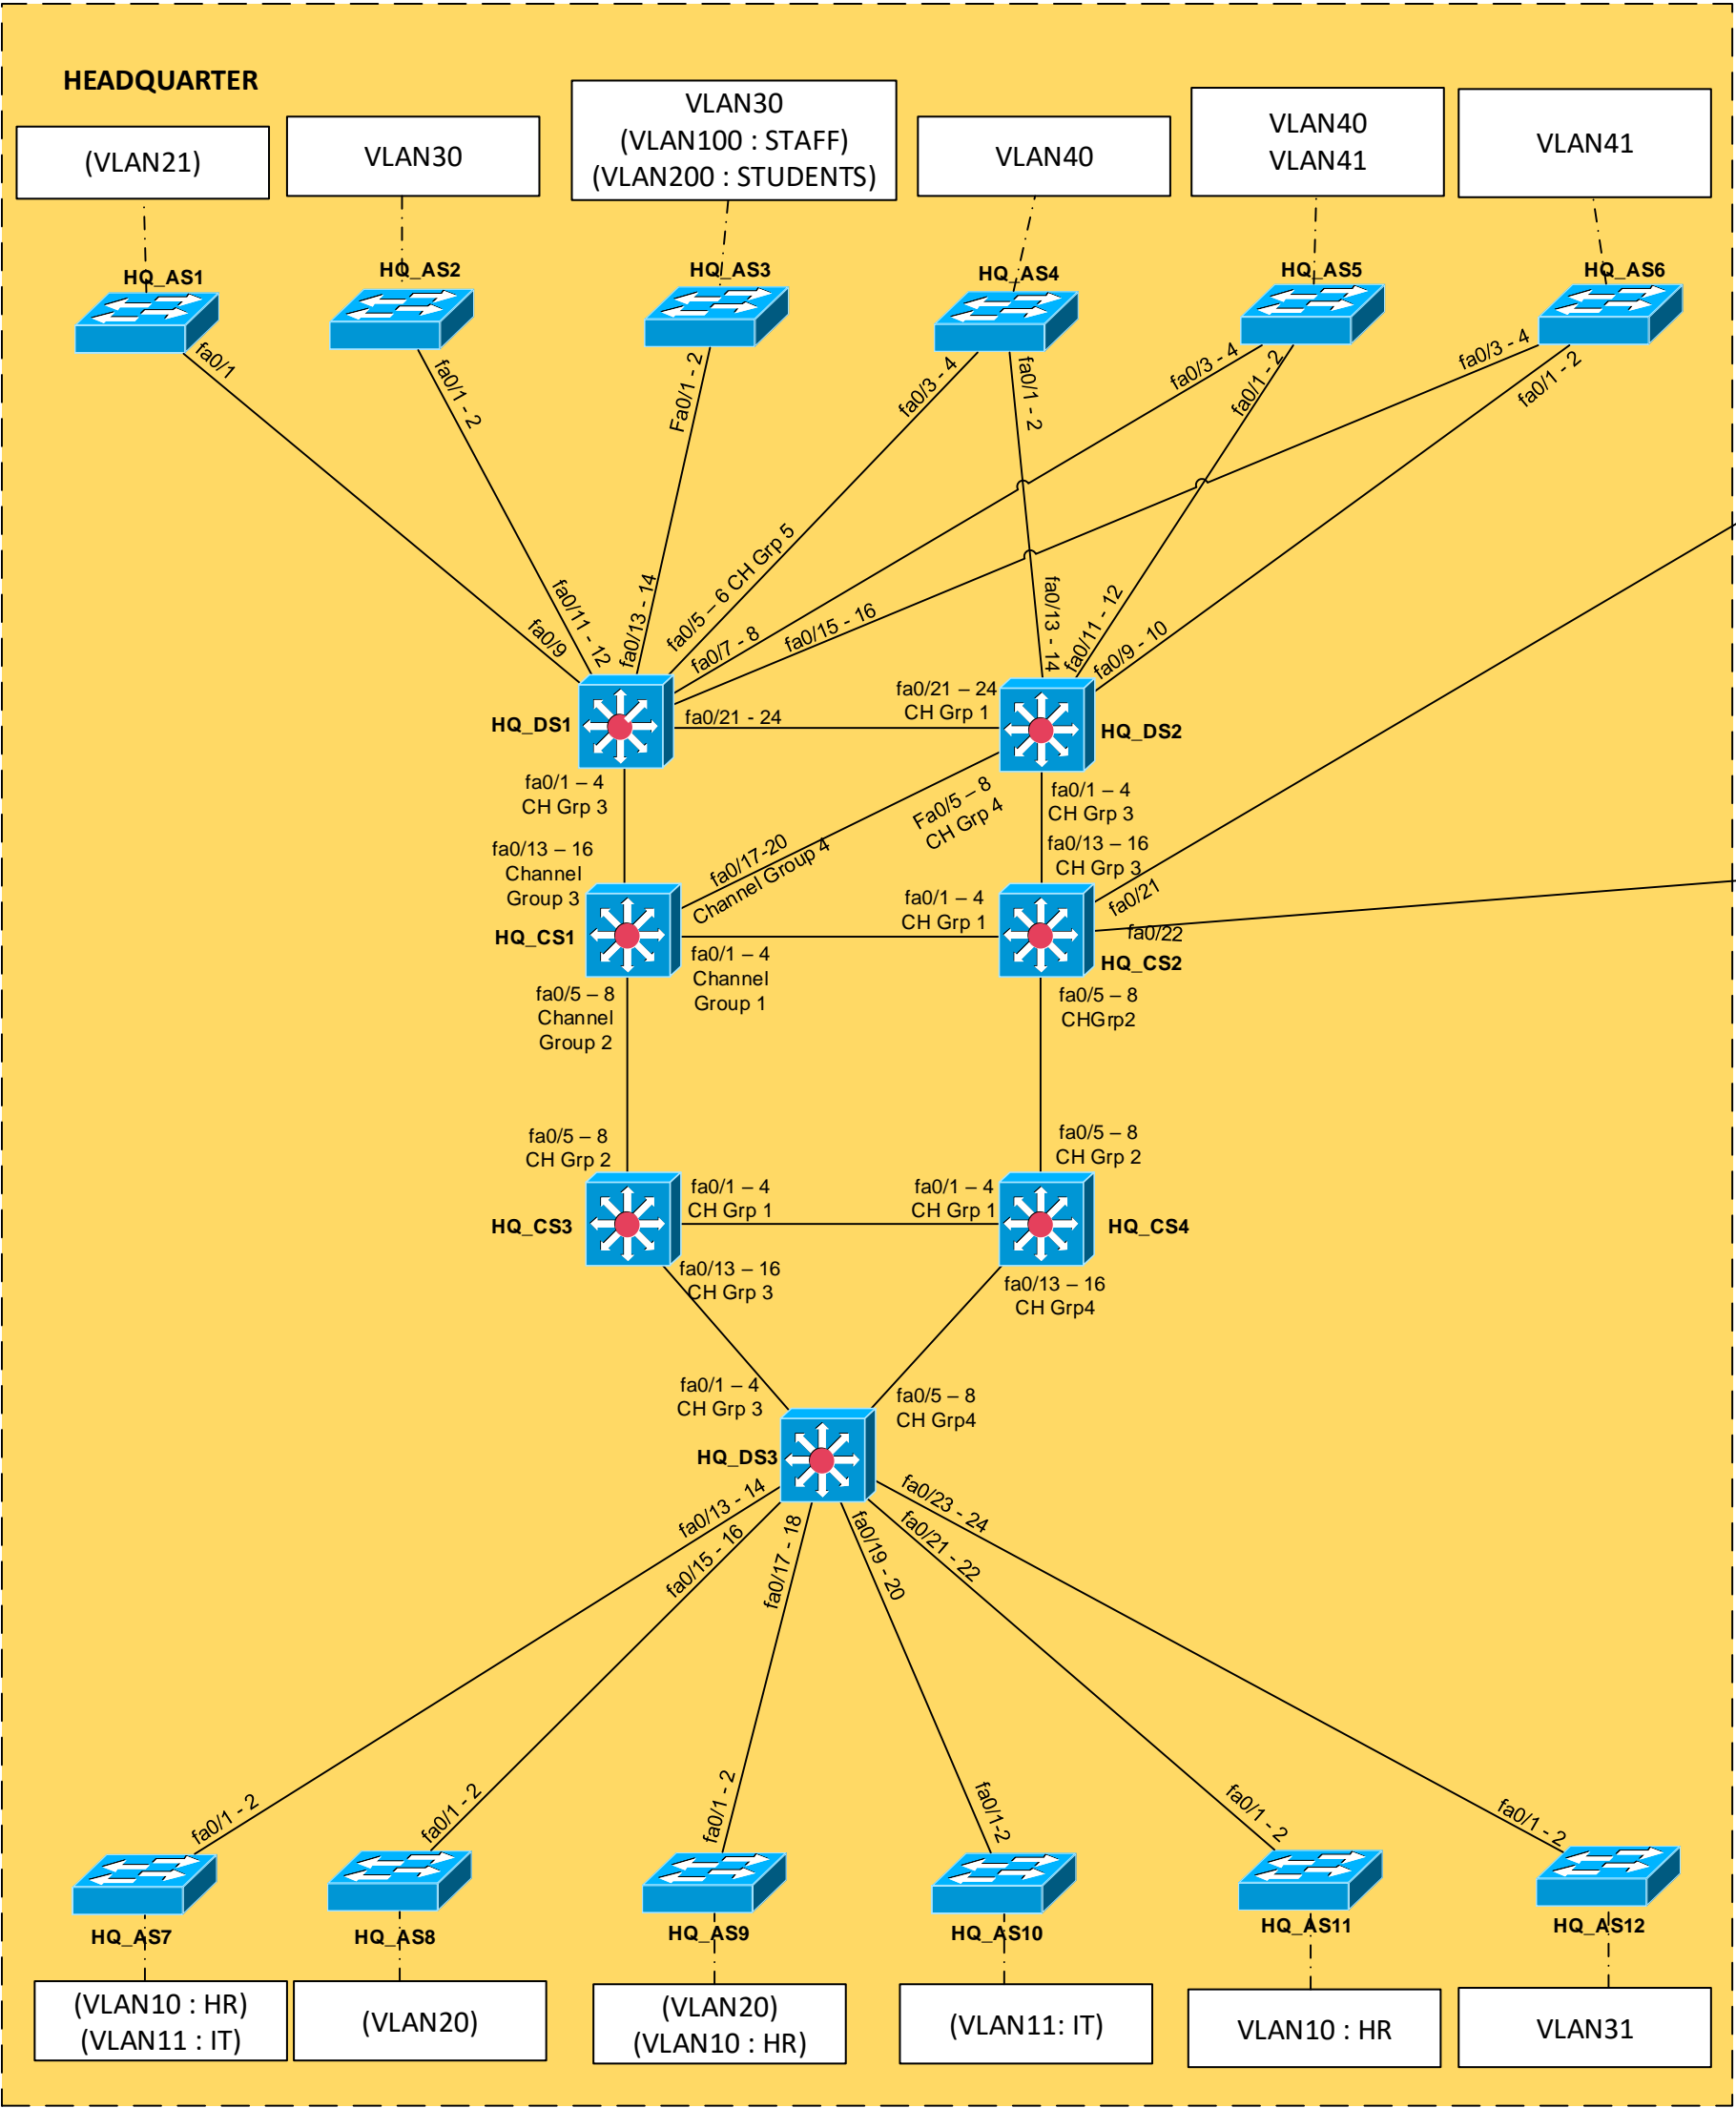 HEADQUARTER
(VLAN21)
VLAN30
VLAN30
(VLAN100 : STAFF)
(VLAN200 : STUDENTS)
VLAN40
VLAN40
VLAN41
VLAN41
HQ_AS1
HQ_AS2
HQ_AS3
HQ_AS4
HQ_AS5
HQ_AS6
fa0/1
fa0/1 - 2
Fa0/1 - 2
fa0/3 - 4
fa0/1 - 2
fa0/3 - 4
fa0/1 - 2
fa0/3 - 4
fa0/1 - 2
fa0/9
fa0/11 - 12
fa0/13 - 14
fa0/5 – 6 CH Grp 5
fa0/7 - 8
fa0/15 - 16
fa0/13 - 14
fa0/11 - 12
fa0/9 - 10
HQ_DS1
fa0/21 - 24
fa0/21 – 24
CH Grp 1
HQ_DS2
fa0/1 – 4
CH Grp 3
Fa0/5 – 8
CH Grp 4
fa0/1 – 4
CH Grp 3
fa0/13 – 16
Channel
Group 3
fa0/17-20
Channel Group 4
fa0/13 – 16
CH Grp 3
fa0/1 – 4
CH Grp 1
fa0/21
fa0/22
HQ_CS1
HQ_CS2
fa0/1 – 4
Channel
Group 1
fa0/5 – 8
Channel
Group 2
fa0/5 – 8
CHGrp2
fa0/5 – 8
CH Grp 2
fa0/5 – 8
CH Grp 2
fa0/1 – 4
CH Grp 1
fa0/1 – 4
CH Grp 1
HQ_CS3
HQ_CS4
fa0/13 – 16
CH Grp 3
fa0/13 – 16
CH Grp4
fa0/1 – 4
CH Grp 3
fa0/5 – 8
CH Grp4
HQ_DS3
fa0/13 - 14
fa0/15 - 16
fa0/17 - 18
fa0/19 - 20
fa0/21 - 22
fa0/23 - 24
fa0/1 - 2
fa0/1 - 2
fa0/1 - 2
fa0/1-2
fa0/1 - 2
fa0/1 - 2
HQ_AS7
HQ_AS8
HQ_AS9
HQ_AS10
HQ_AS11
HQ_AS12
(VLAN10 : HR)
(VLAN11 : IT)
(VLAN20)
(VLAN20)
(VLAN10 : HR)
(VLAN11: IT)
VLAN10 : HR
VLAN31